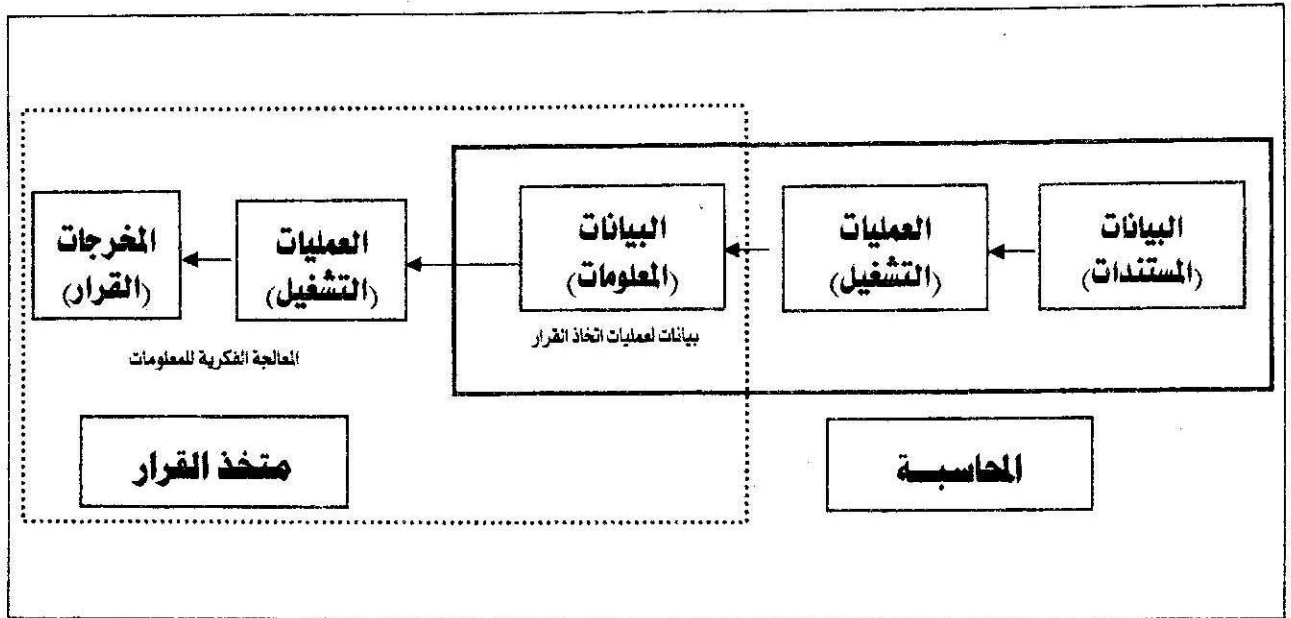 البيانات
(المستندات)
العمليات
(التشغيل)
البيانات
(المعلومات)
العمليات
(التشغيل)
المخرجات
(القرار)
بيانات لعمليات اتخاذ القرار
المعالجة الفكرية للمعلومات
المحاسبـــة
متخذ القرار